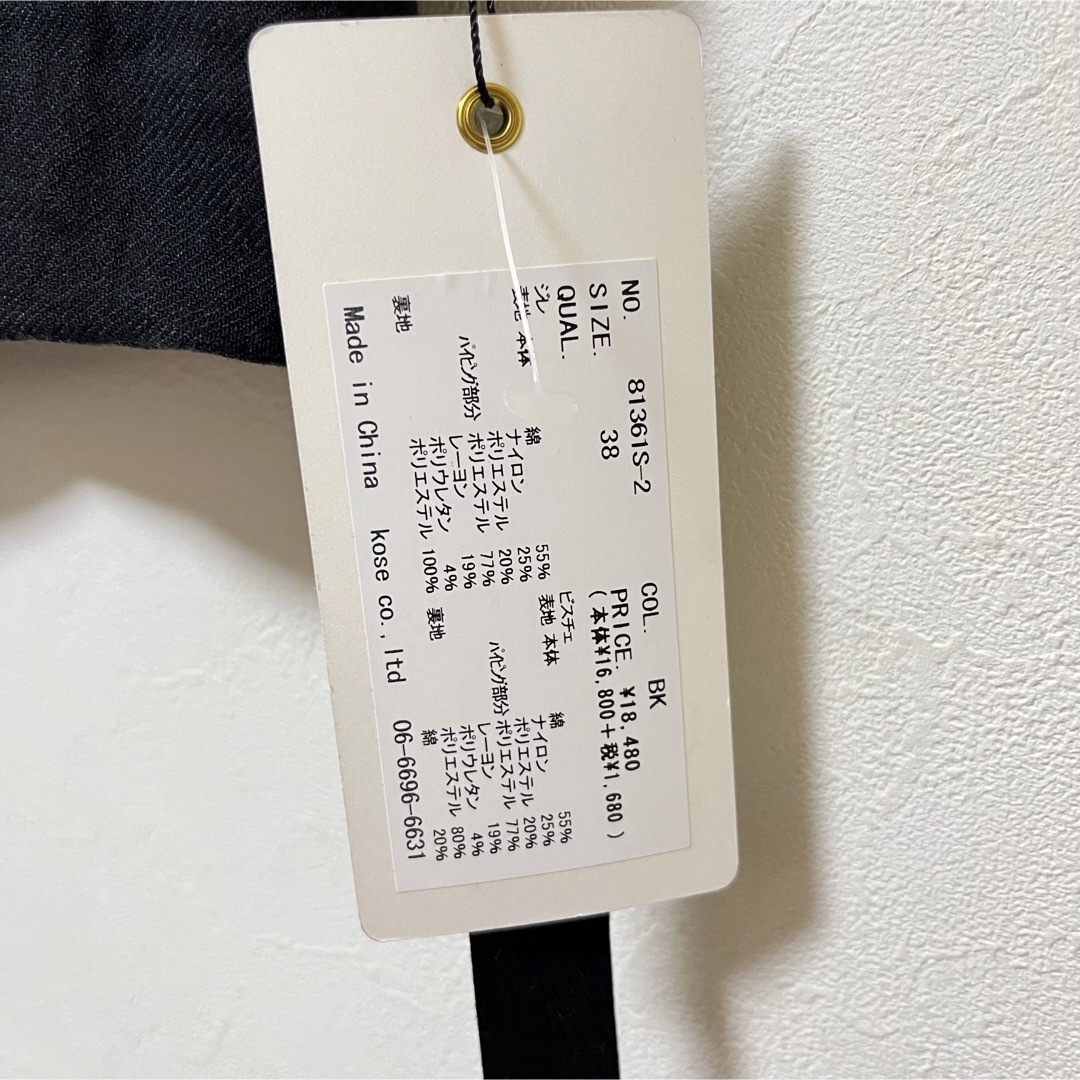 NO. 81361S-2 COL. BK
SIZE. 38 PRICE. ¥18,480
(本体¥16,800+税¥1,680)
QUAL.
ジレ ビスチェ
表地 本体 綿 55% 表地 本体 綿 55%
ナイロン 25% ナイロン 25%
ポリエステル 20% ポリエステル 20%
パイピング部分 ポリエステル 77% パイピング部分 ポリエステル 77%
レーヨン 19% レーヨン 19%
ポリウレタン 4% ポリウレタン 4%
裏地 ポリエステル 100% 裏地 ポリエステル 80%
綿 20%
Made in China kose co.,ltd 06-6696-6631